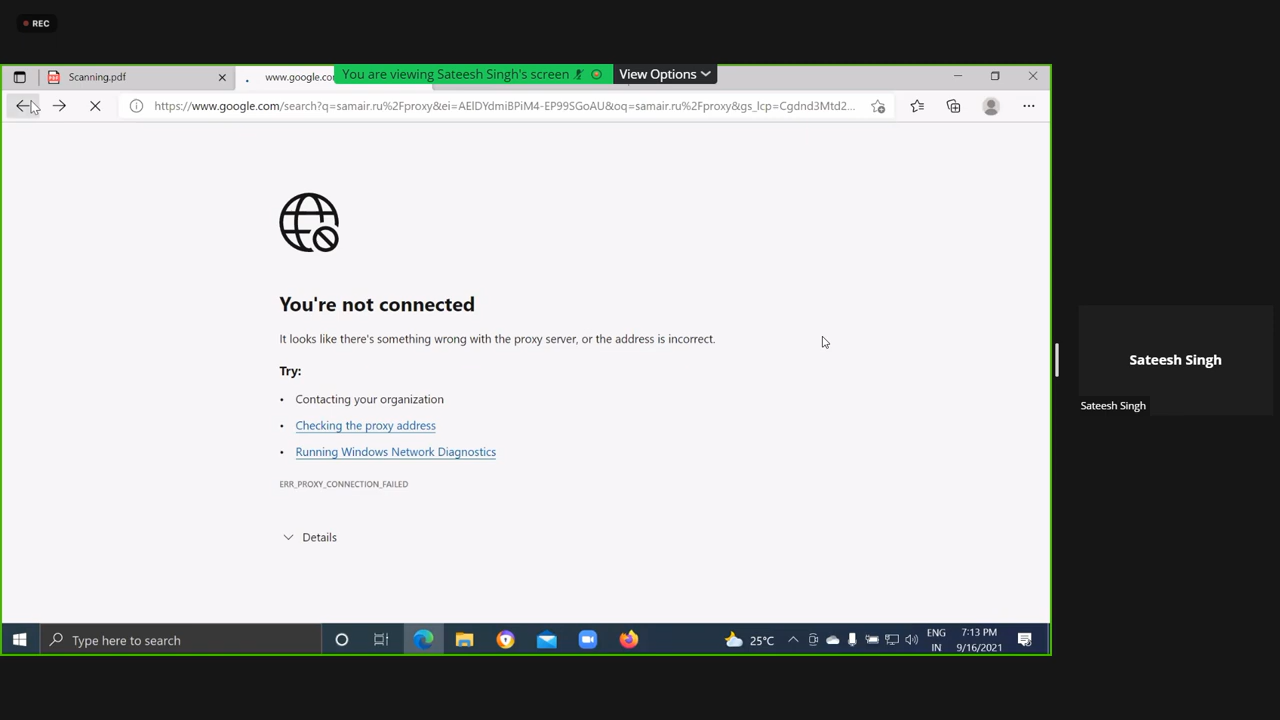 REC
Scanning.pdf
www.google.co
You are viewing Sateesh Singh's screen
View Options
https://www.google.com/search?q=samair.ru%2Fproxy&ei=AElDYdmiBPiM4-EP99SGoAU&oq=samair.ru%2Fproxy&gs_lcp=Cgdnd3Mtd2...
You're not connected
It looks like there's something wrong with the proxy server, or the address is incorrect.
Try:
• Contacting your organization
• Checking the proxy address
• Running Windows Network Diagnostics
ERR_PROXY_CONNECTION_FAILED
Details
Sateesh Singh
Sateesh Singh
Type here to search
25°C
ENG
IN
7:13 PM
9/16/2021